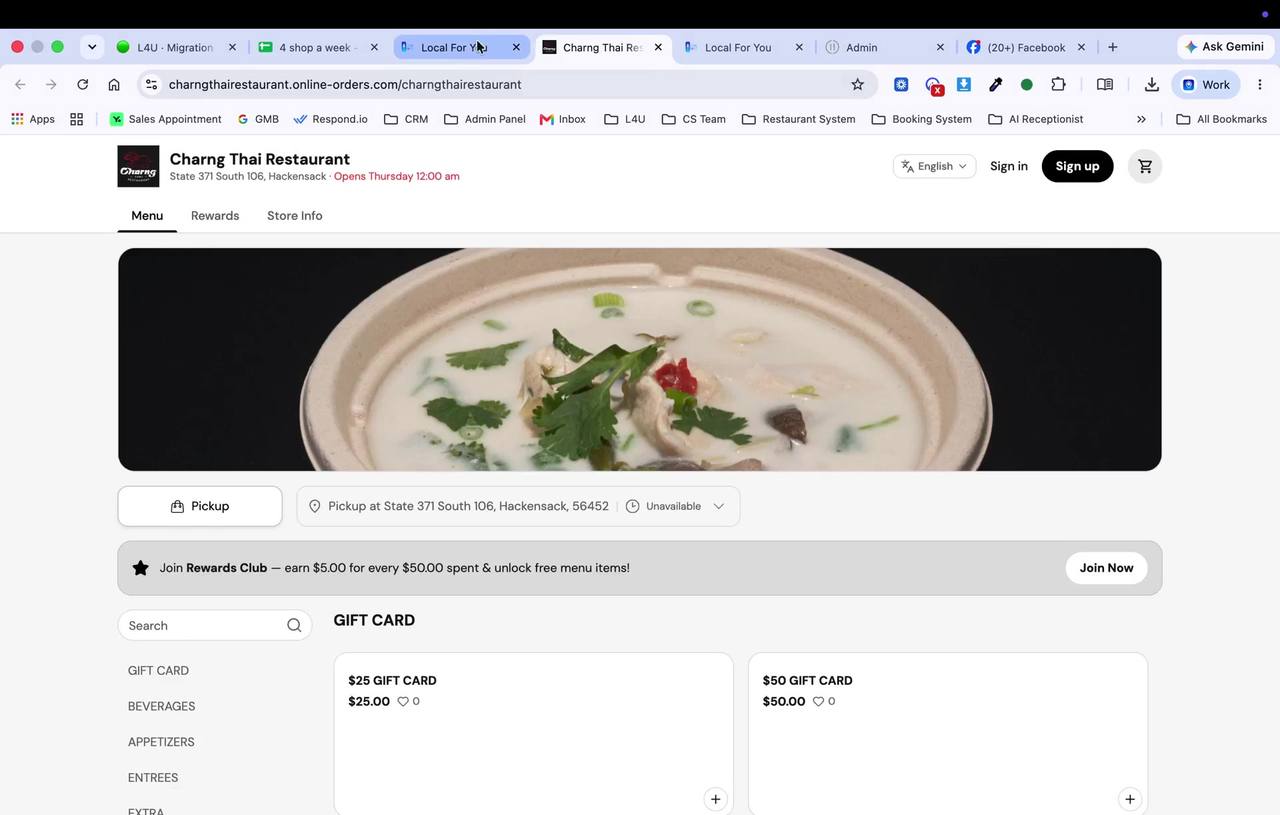 L4U · Migration
4 shop a week -
Local For You
Charng Thai Res
Local For You
Admin
(20+) Facebook
Ask Gemini
charngthairestaurant.online-orders.com/charngthairestaurant
x
Work
Apps
Sales Appointment
GMB
Respond.io
CRM
Admin Panel
Inbox
L4U
CS Team
Restaurant System
Booking System
AI Receptionist
»
All Bookmarks
Charng
Charng Thai Restaurant
State 371 South 106, Hackensack · Opens Thursday 12:00 am
English
Sign in
Sign up
Menu
Rewards
Store Info
Pickup
Pickup at State 371 South 106, Hackensack, 56452
Unavailable
Join Rewards Club — earn $5.00 for every $50.00 spent & unlock free menu items!
Join Now
Search
GIFT CARD
GIFT CARD
BEVERAGES
APPETIZERS
ENTREES
EXTRA
$25 GIFT CARD
$25.00 0
$50 GIFT CARD
$50.00 0